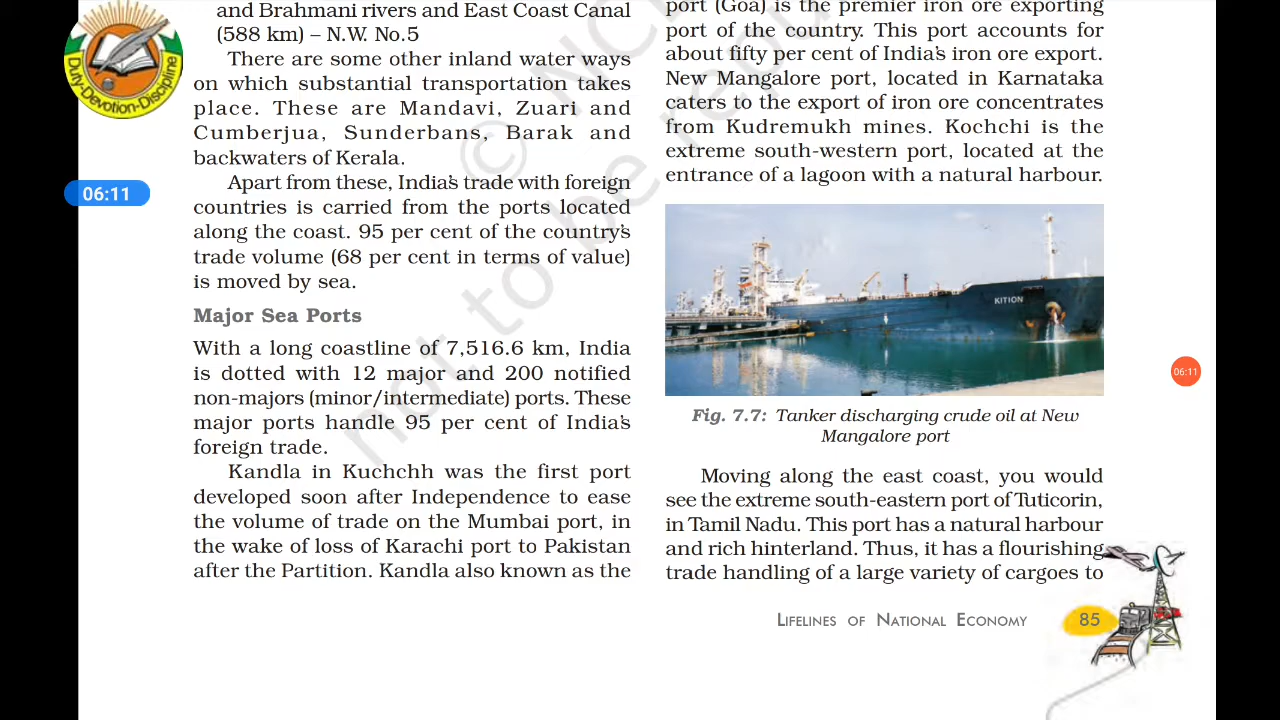 Duty-Devotion-Discipline
06:11
and Brahmani rivers and East Coast Canal
(588 km) – N.W. No.5
There are some other inland water ways
on which substantial transportation takes
place. These are Mandavi, Zuari and
Cumberjua, Sunderbans, Barak and
backwaters of Kerala.
Apart from these, India's trade with foreign
countries is carried from the ports located
along the coast. 95 per cent of the country's
trade volume (68 per cent in terms of value)
is moved by sea.
Major Sea Ports
With a long coastline of 7,516.6 km, India
is dotted with 12 major and 200 notified
non-majors (minor/intermediate) ports. These
major ports handle 95 per cent of India's
foreign trade.
Kandla in Kuchchh was the first port
developed soon after Independence to ease
the volume of trade on the Mumbai port, in
the wake of loss of Karachi port to Pakistan
after the Partition. Kandla also known as the
port (Goa) is the premier iron ore exporting
port of the country. This port accounts for
about fifty per cent of India's iron ore export.
New Mangalore port, located in Karnataka
caters to the export of iron ore concentrates
from Kudremukh mines. Kochchi is the
extreme south-western port, located at the
entrance of a lagoon with a natural harbour.
KITION
Fig. 7.7: Tanker discharging crude oil at New
Mangalore port
Moving along the east coast, you would
see the extreme south-eastern port of Tuticorin,
in Tamil Nadu. This port has a natural harbour
and rich hinterland. Thus, it has a flourishing
trade handling of a large variety of cargoes to
06:11
Lifelines of National Economy 85
© NC
not to be repu